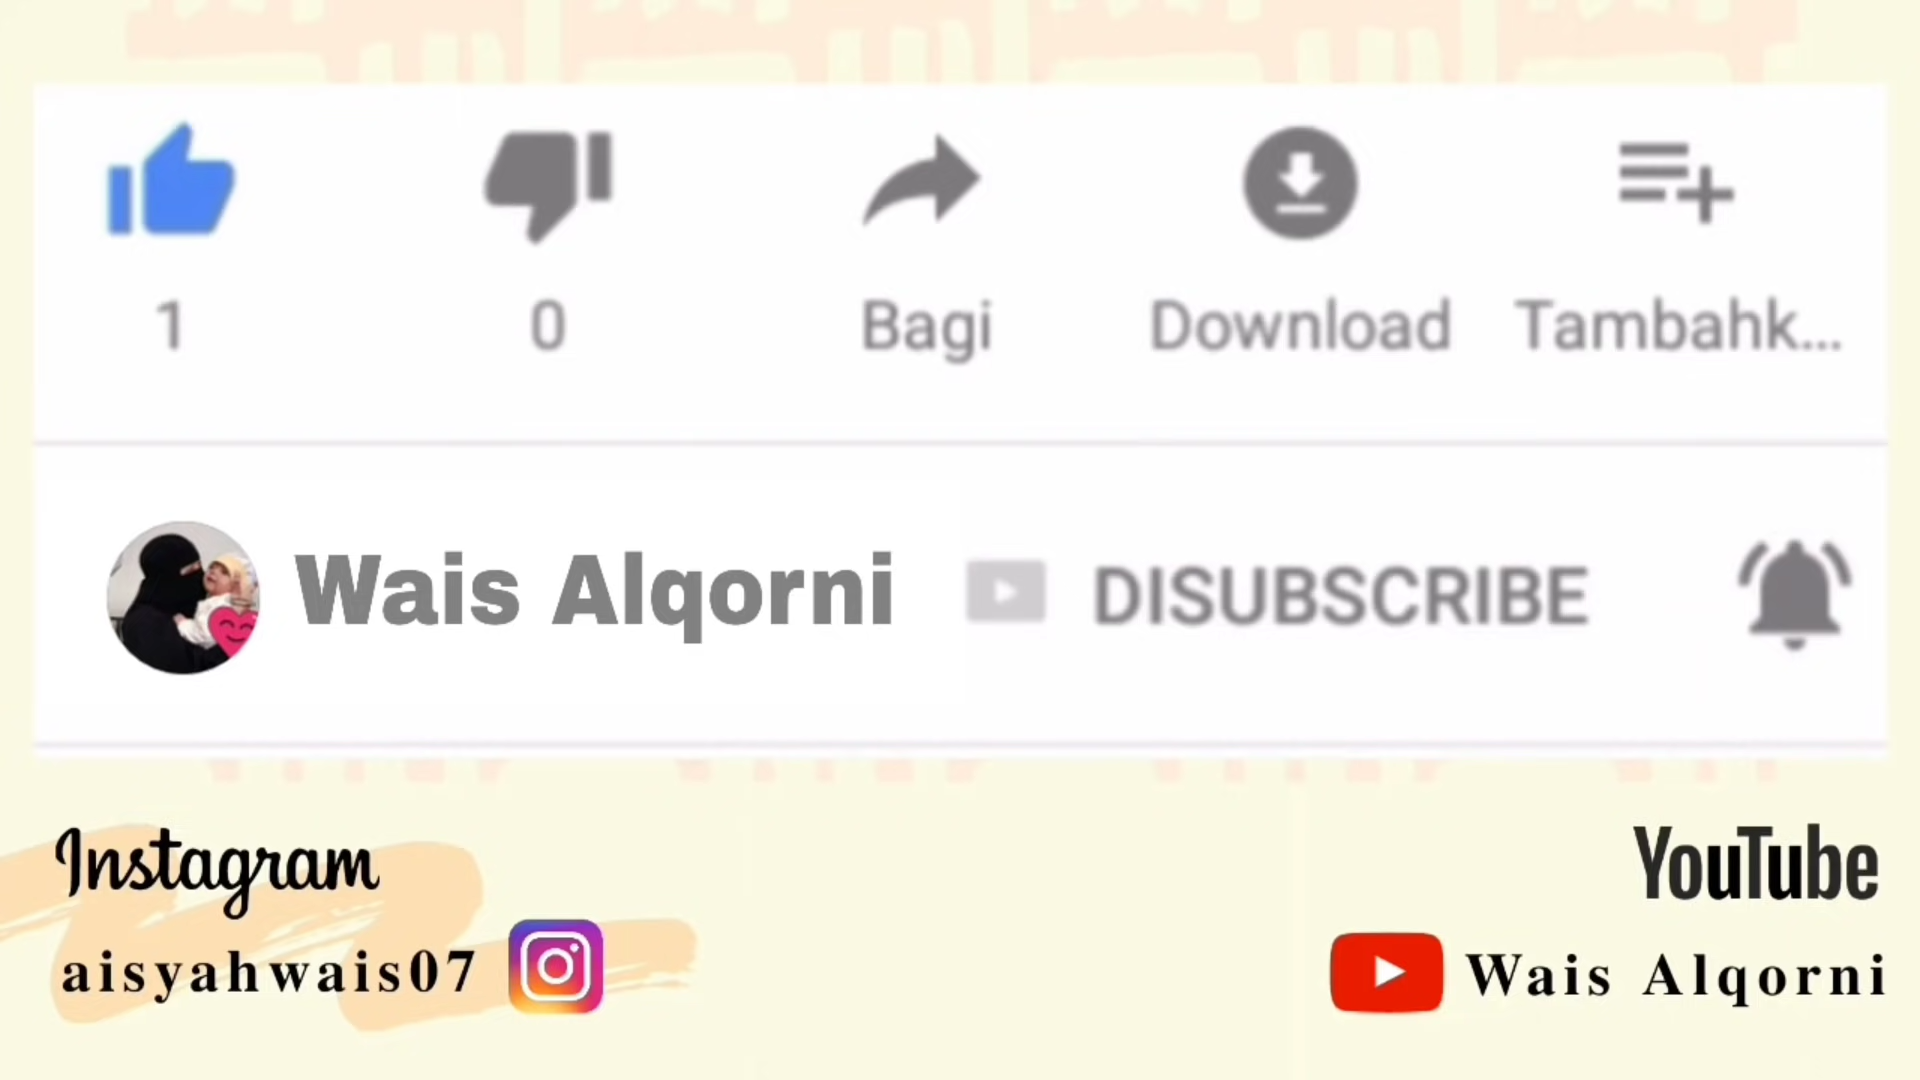 1 0 Bagi Download Tambahk...
Wais Alqorni DISUBSCRIBE
Instagram
aisyahwais07
YouTube
Wais Alqorni